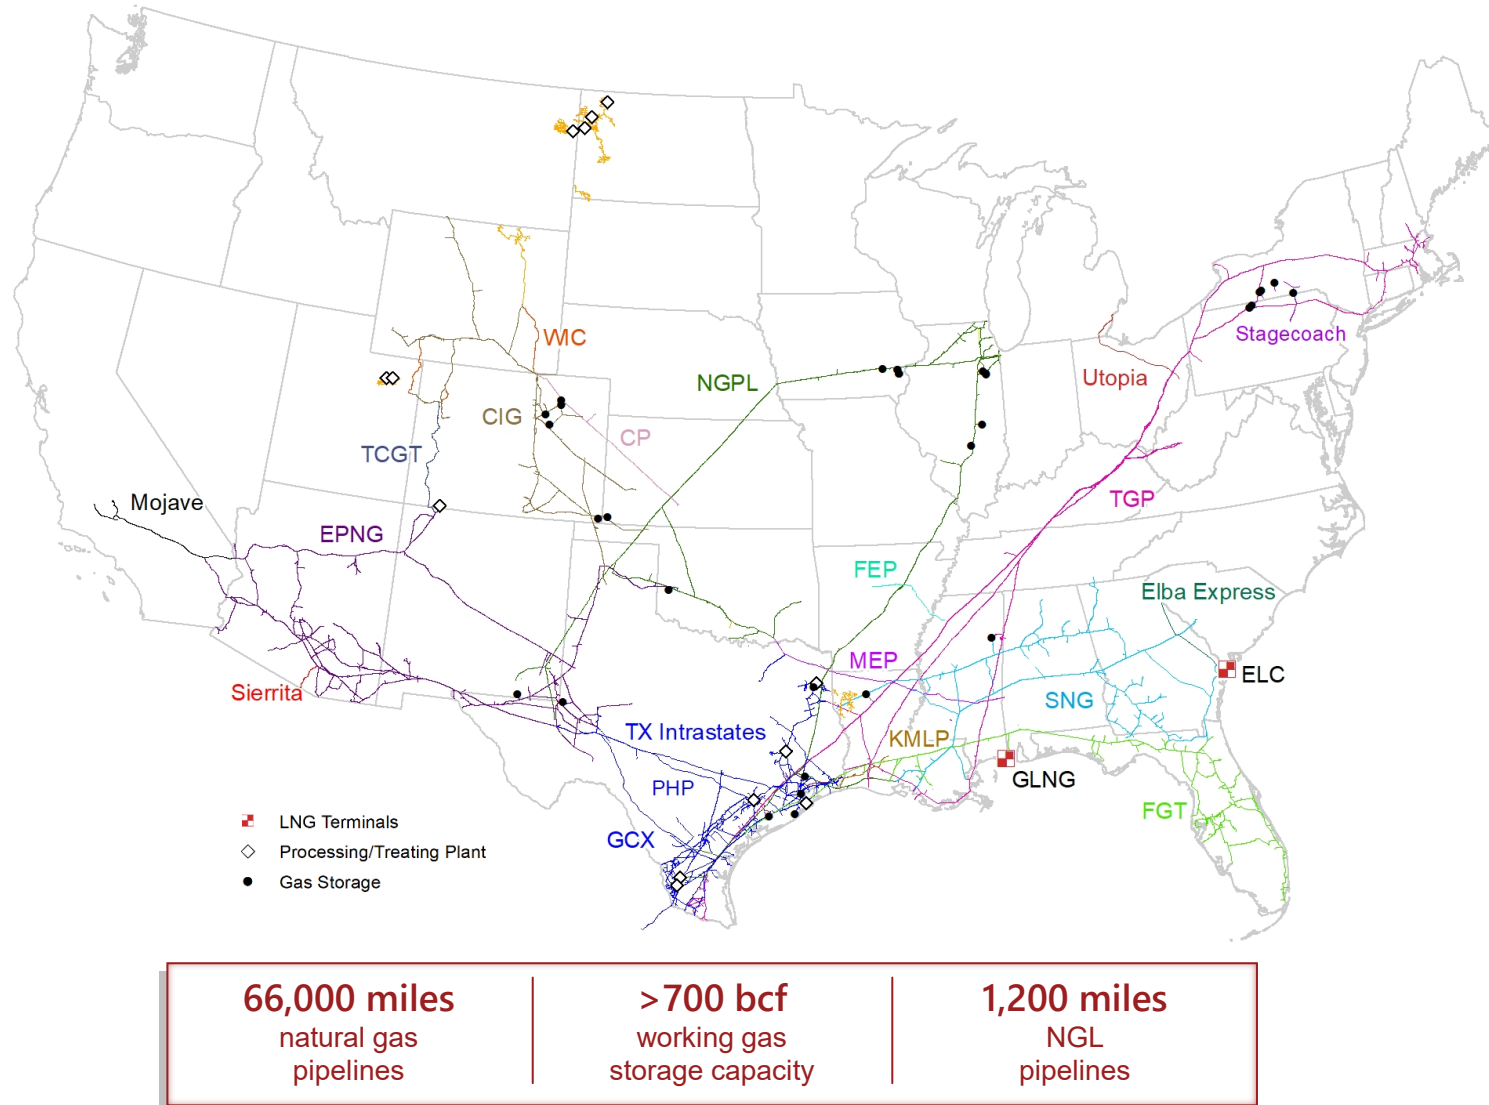 WIC
Stagecoach
NGPL
Utopia
CIG
CP
TCGT
Mojave
TGP
EPNG
FEP
Elba Express
MEP
ELC
Sierrita
SNG
TX Intrastates
KMLP
GLNG
PHP
FGT
GCX
LNG Terminals
Processing/Treating Plant
Gas Storage
66,000 miles
natural gas
pipelines
>700 bcf
working gas
storage capacity
1,200 miles
NGL
pipelines